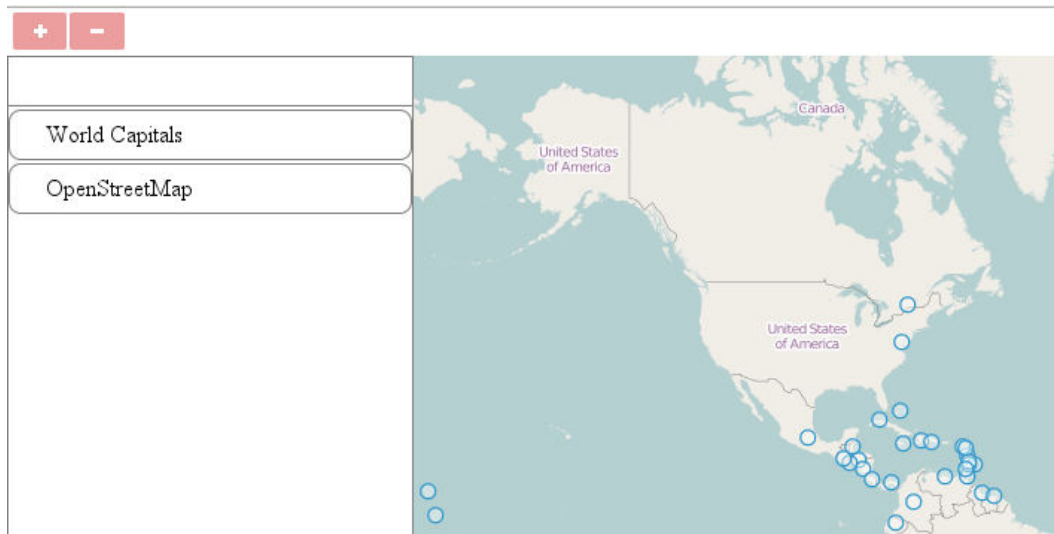 + −
World Capitals
OpenStreetMap
Canada
United States
of America
United States
of America